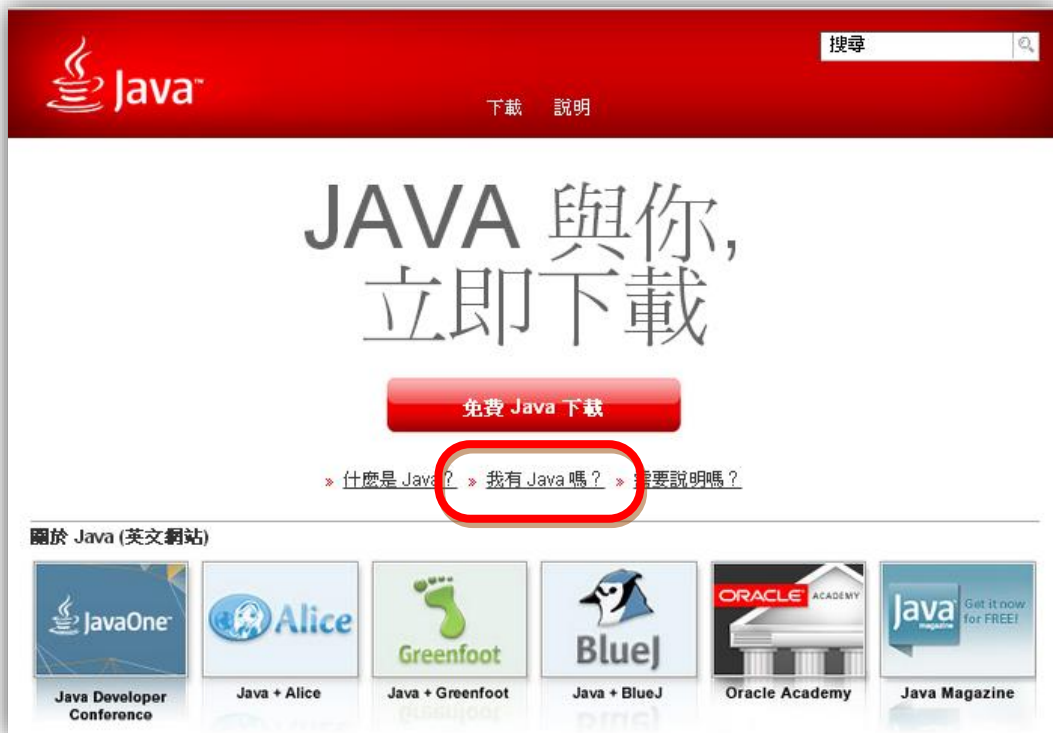 搜尋
Java™
下載 說明
JAVA 與你,
立即下載
免費 Java 下載
» 什麼是 Java? » 我有 Java 嗎? » 需要說明嗎?
關於 Java (英文網站)
JavaOne™
Alice
Greenfoot
BlueJ
ORACLE ACADEMY
Java magazine
Get it now
for FREE!
Java Developer
Conference
Java + Alice
Java + Greenfoot
Java + BlueJ
Oracle Academy
Java Magazine